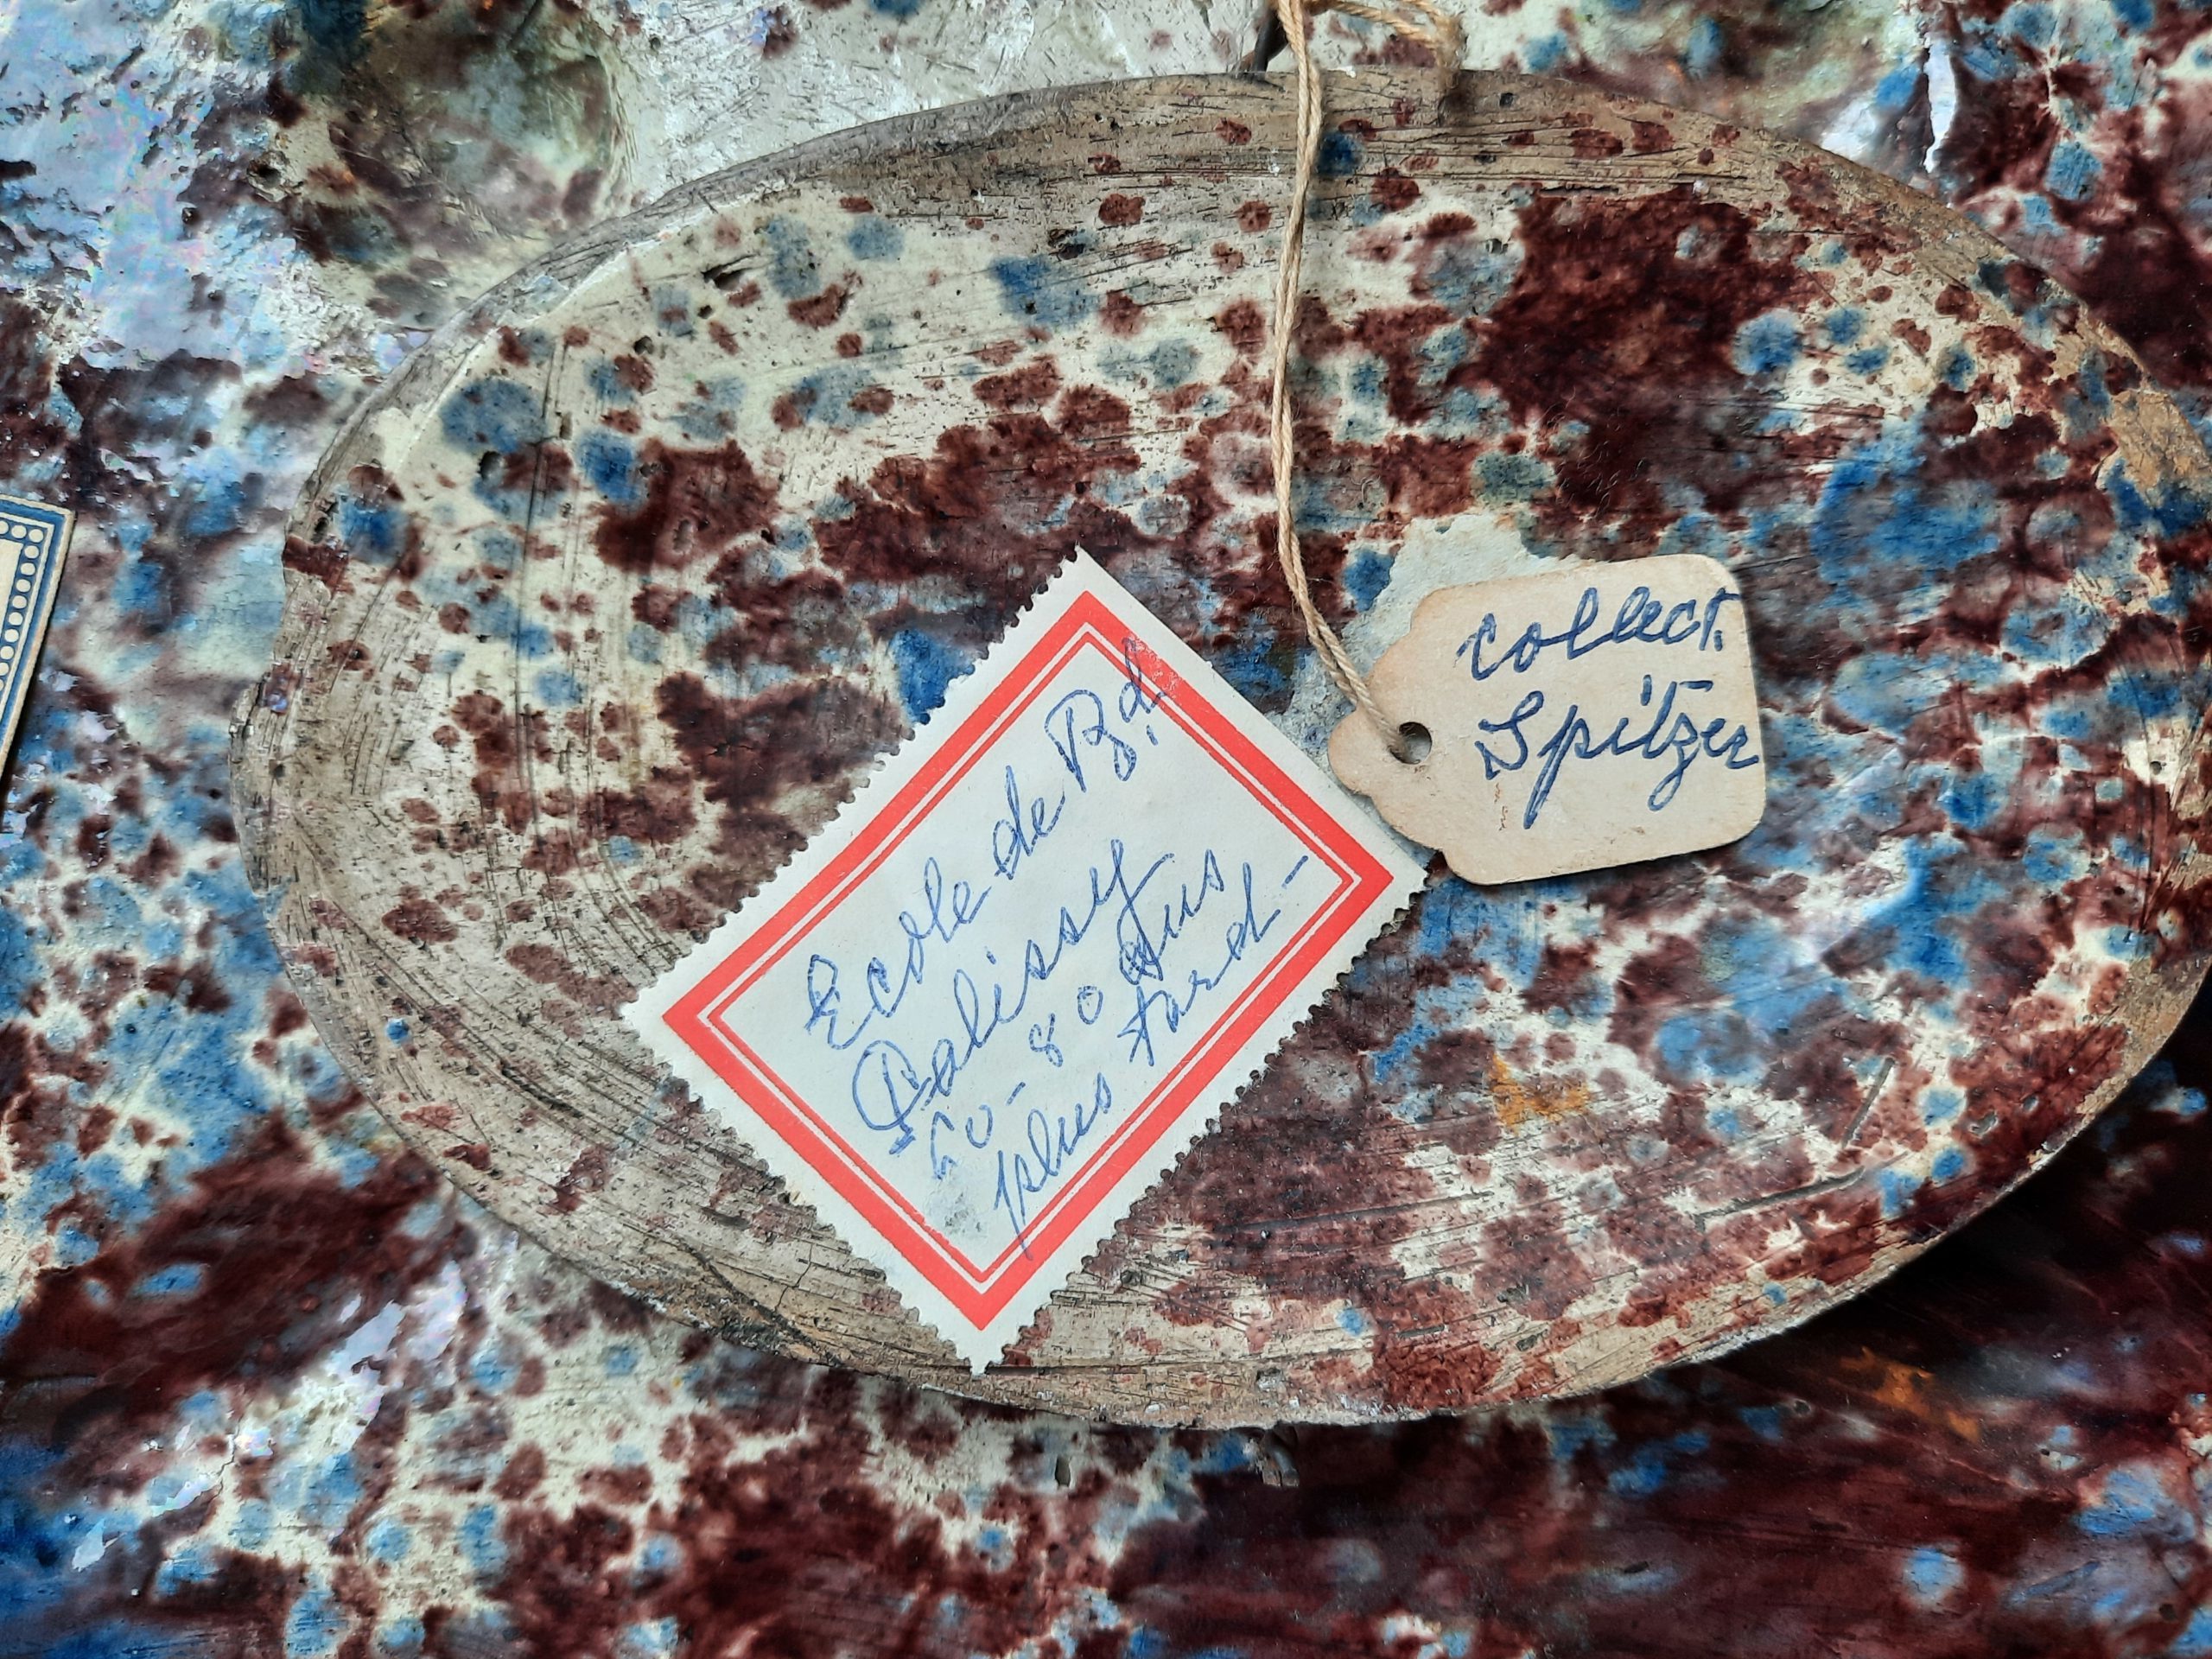 Ecole de Bd.
Palissy
60-80 ans
plus tard -
collect.
Spitzer